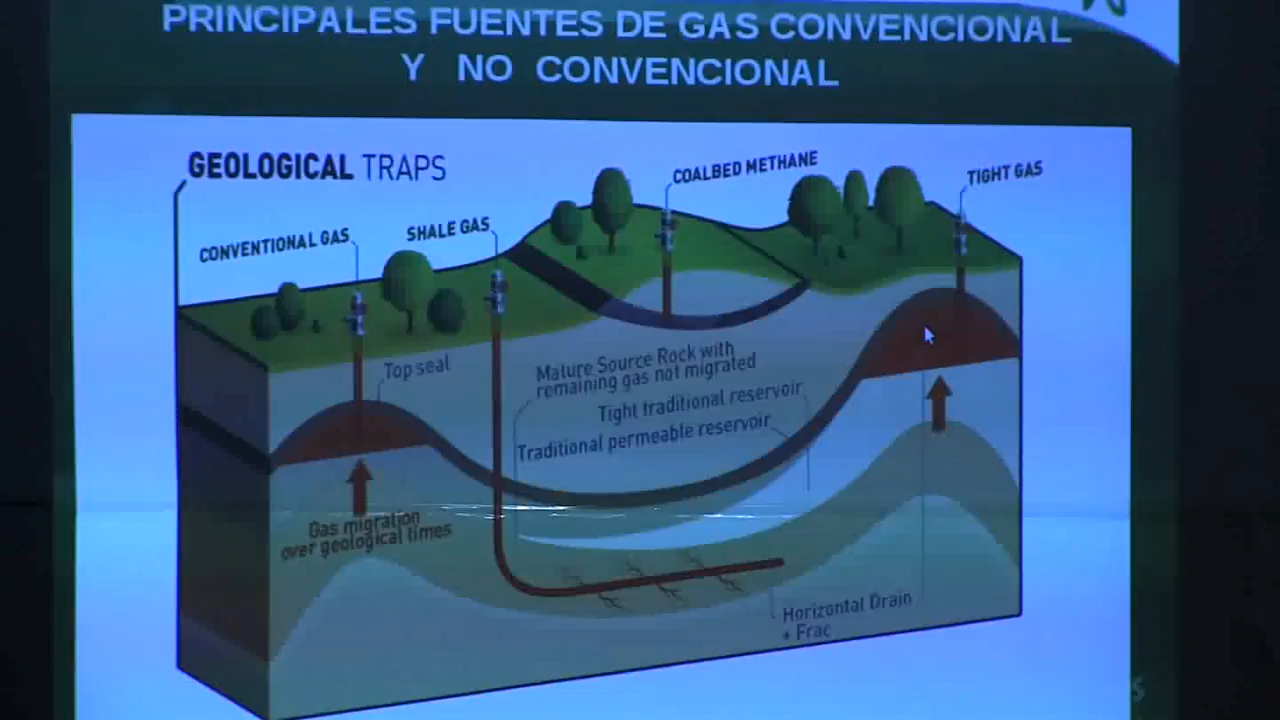 PRINCIPALES FUENTES DE GAS CONVENCIONAL
Y NO CONVENCIONAL
GEOLOGICAL TRAPS
COALBED METHANE
TIGHT GAS
SHALE GAS
CONVENTIONAL GAS
Top seal
Mature Source Rock with
remaining gas not migrated
Tight traditional reservoir
Traditional permeable reservoir
Gas migration
over geological times
Horizontal Drain
+ Frac